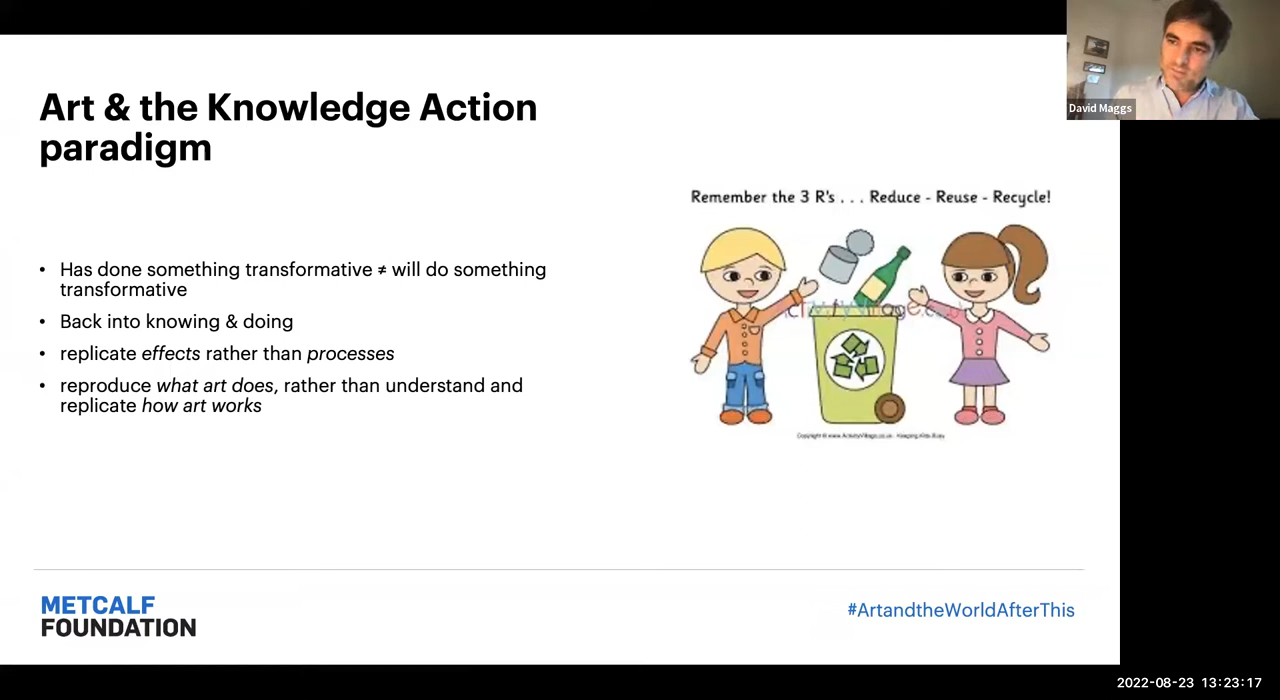 Art & the Knowledge Action
paradigm
David Maggs
Remember the 3 R's . . . Reduce - Reuse - Recycle!
• Has done something transformative ≠ will do something
transformative
• Back into knowing & doing
• replicate effects rather than processes
• reproduce what art does, rather than understand and
replicate how art works
METCALF
FOUNDATION
#ArtandtheWorldAfterThis
2022-08-23 13:23:17